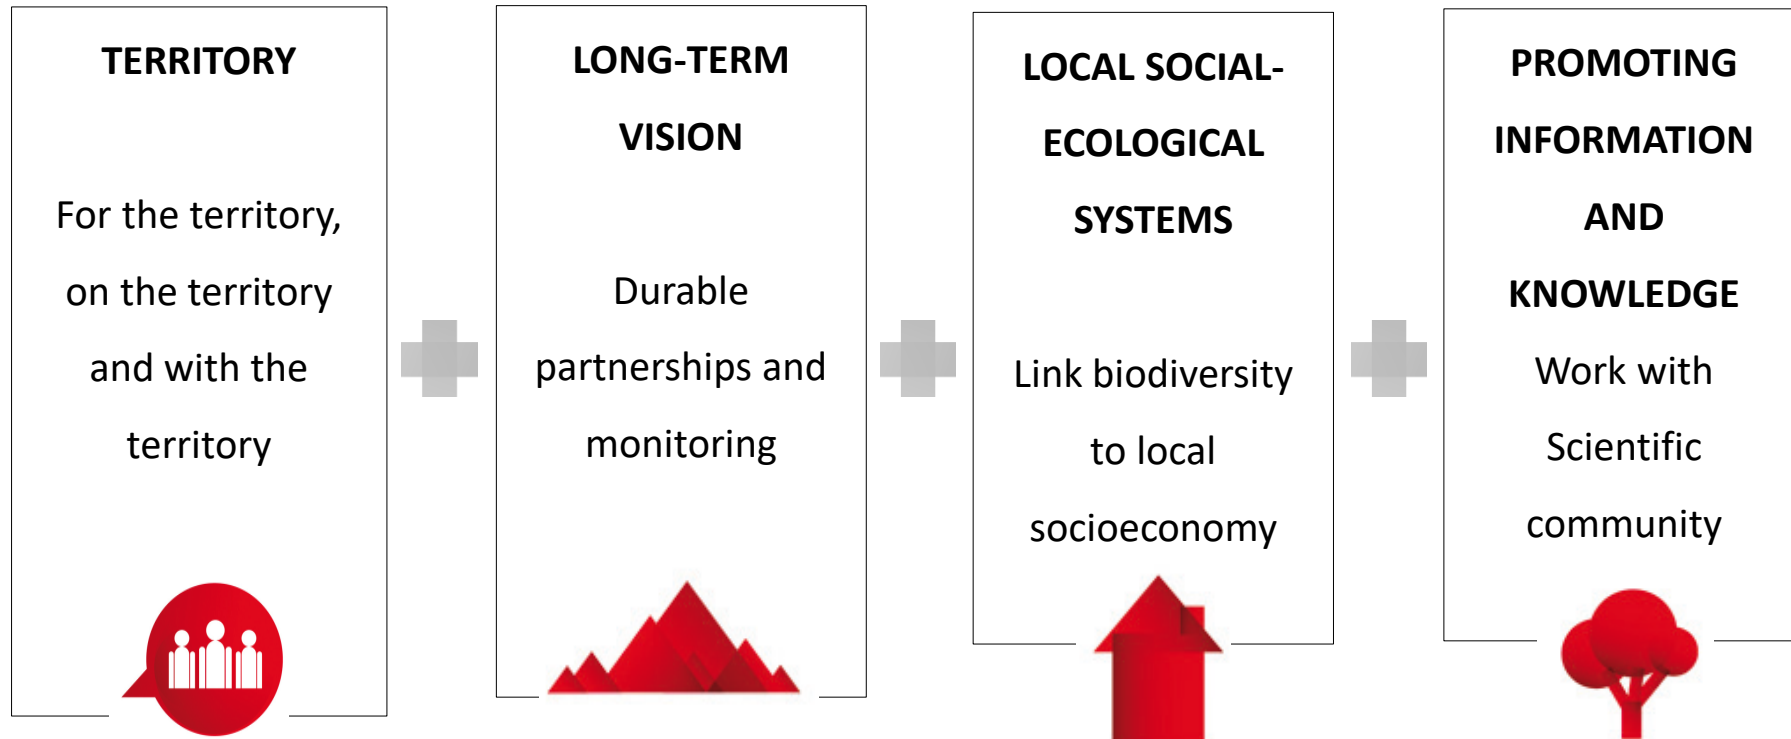 TERRITORY
For the territory,
on the territory
and with the
territory
LONG-TERM
VISION
Durable
partnerships and
monitoring
LOCAL SOCIAL-
ECOLOGICAL
SYSTEMS
Link biodiversity
to local
socioeconomy
PROMOTING
INFORMATION
AND
KNOWLEDGE
Work with
Scientific
community